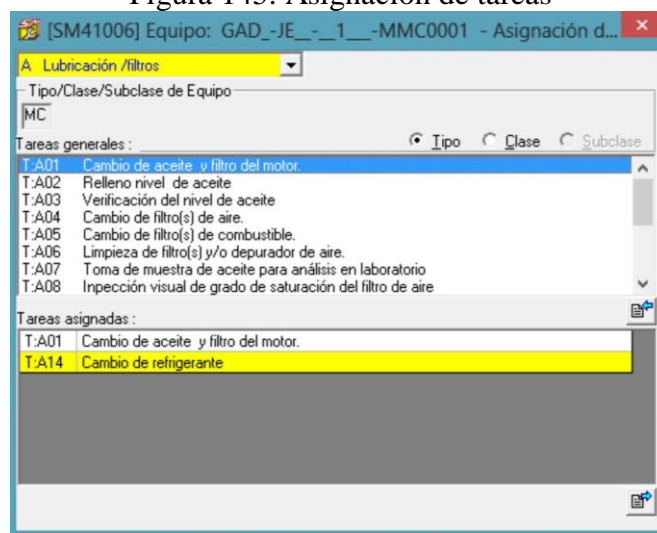 Figura 145: Asignación de tareas
[SM41006] Equipo: GAD_-JE__-__1___-MMC0001 - Asignación d...
A Lubricación /filtros
Tipo/Clase/Subclase de Equipo
MC
Tareas generales : Tipo Clase Subclase
T:A01 Cambio de aceite y filtro del motor.
T:A02 Relleno nivel de aceite
T:A03 Verificación del nivel de aceite
T:A04 Cambio de filtro(s) de aire.
T:A05 Cambio de filtro(s) de combustible.
T:A06 Limpieza de filtro(s) y/o depurador de aire.
T:A07 Toma de muestra de aceite para análisis en laboratorio
T:A08 Inpección visual de grado de saturación del filtro de aire
Tareas asignadas :
T:A01 Cambio de aceite y filtro del motor.
T:A14 Cambio de refrigerante